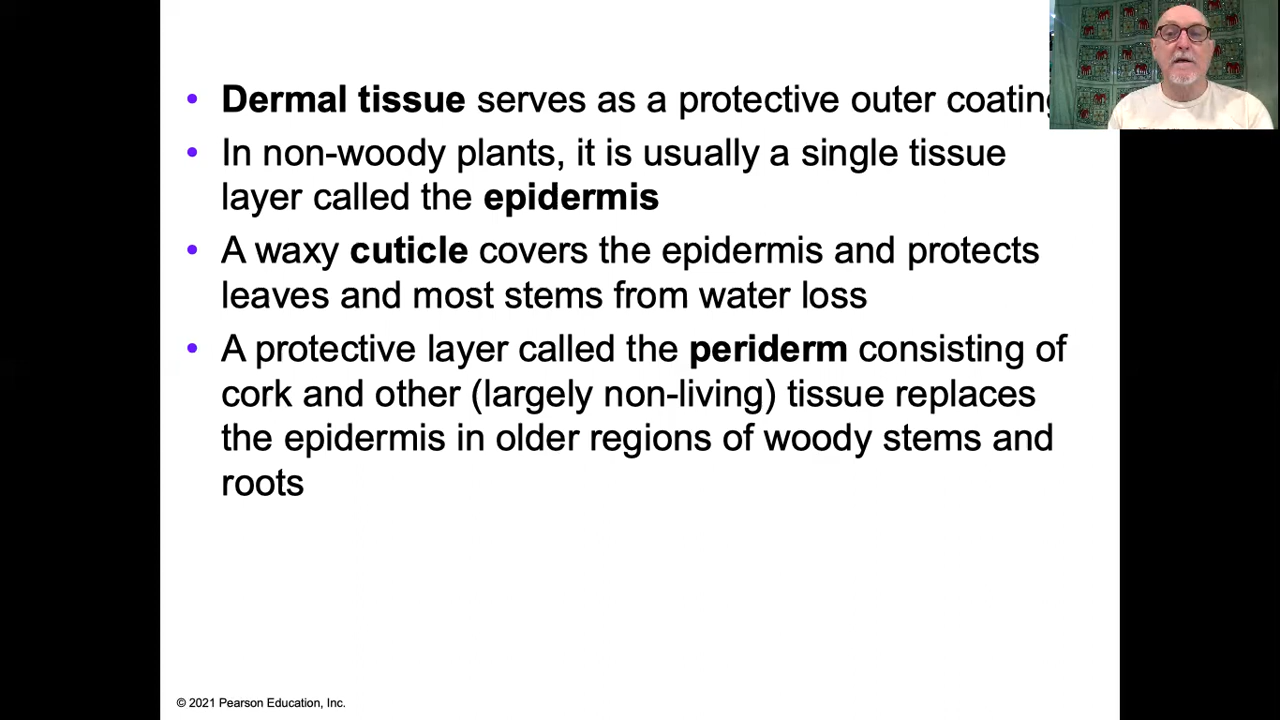 • Dermal tissue serves as a protective outer coating
• In non-woody plants, it is usually a single tissue
layer called the epidermis
• A waxy cuticle covers the epidermis and protects
leaves and most stems from water loss
• A protective layer called the periderm consisting of
cork and other (largely non-living) tissue replaces
the epidermis in older regions of woody stems and
roots
© 2021 Pearson Education, Inc.